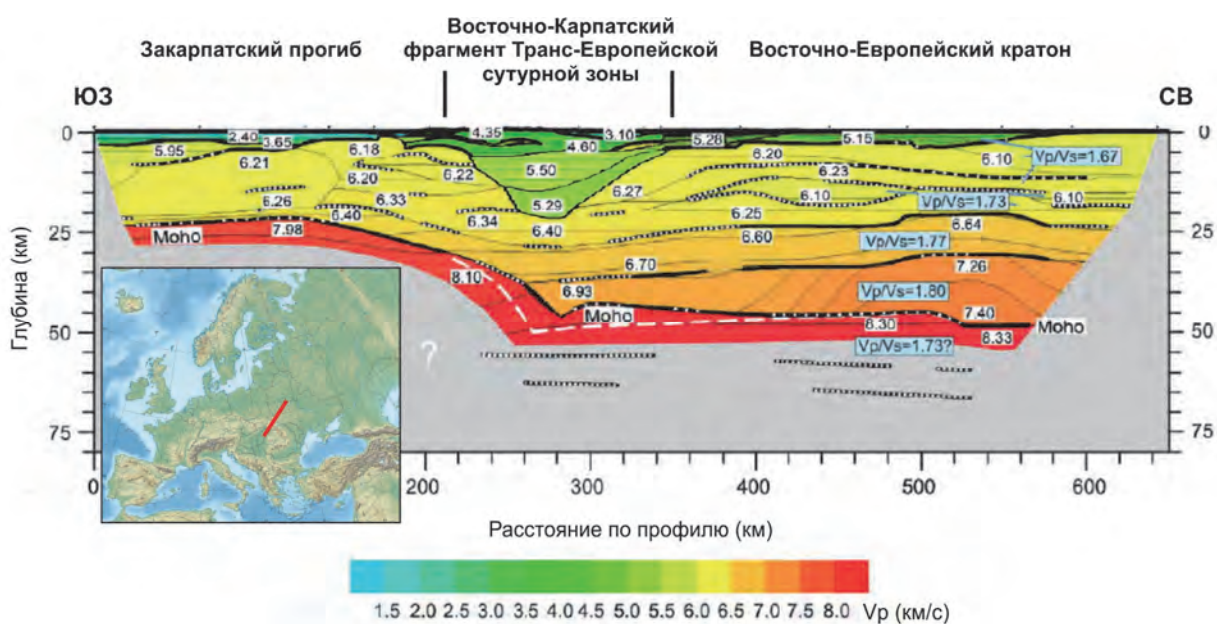 Закарпатский прогиб
Восточно-Карпатский
фрагмент Транс-Европейской
сутурной зоны
Восточно-Европейский кратон
ЮЗ
СВ
0
0
2.40
3.65
4.35
3.10
5.28
5.15
5.95
6.18
4.60
6.20
6.10
Vp/Vs=1.67
6.21
6.20
6.22
5.50
6.23
6.26
6.33
5.29
6.27
6.10
Vp/Vs=1.73
6.10
6.40
6.34
6.40
6.25
6.64
25
25
Moho
7.98
6.60
Vp/Vs=1.77
8.10
6.70
7.26
6.93
Vp/Vs=1.80
Moho
7.40
Moho
50
50
8.30
8.33
?
Vp/Vs=1.73?
75
75
Глубина (км)
0
200
300
400
500
600
Расстояние по профилю (км)
1.5 2.0 2.5 3.0 3.5 4.0 4.5 5.0 5.5 6.0 6.5 7.0 7.5 8.0 Vp (км/с)